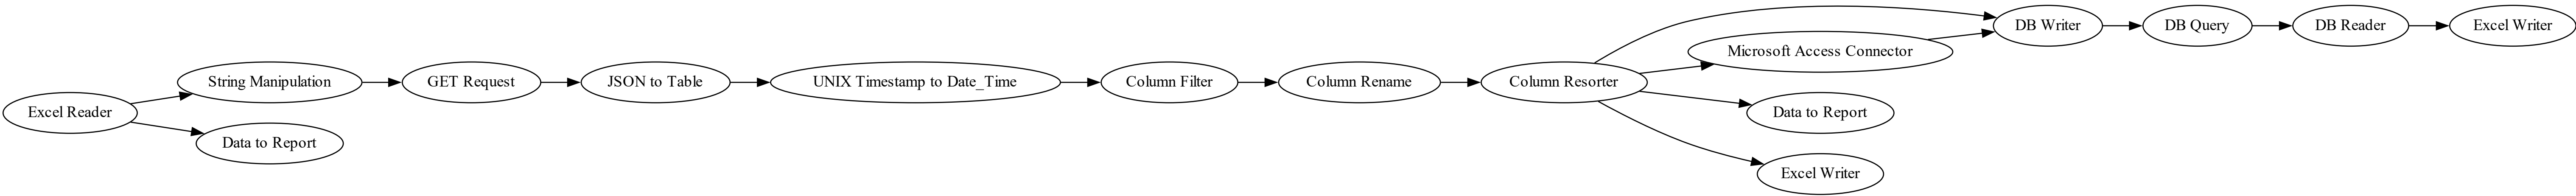 Excel Reader
String Manipulation
Data to Report
GET Request
JSON to Table
UNIX Timestamp to Date_Time
Column Filter
Column Rename
Column Resorter
Microsoft Access Connector
Data to Report
Excel Writer
DB Writer
DB Query
DB Reader
Excel Writer